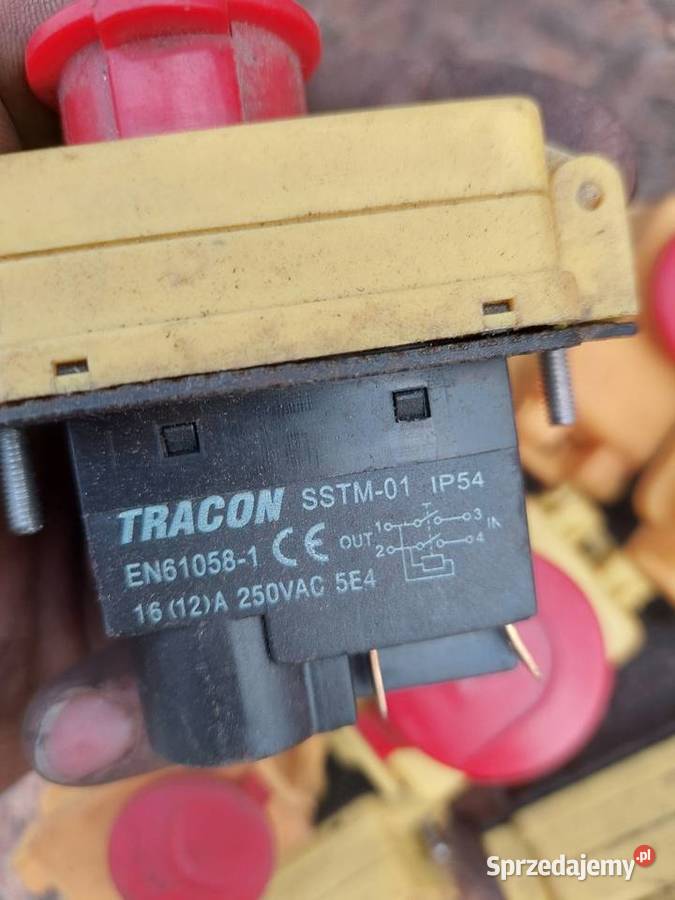 TRACON SSTM-01 IP54
EN61058-1 CE OUT 1 3 IN
2 4
16(12)A 250VAC 5E4
Sprzedajemy.pl